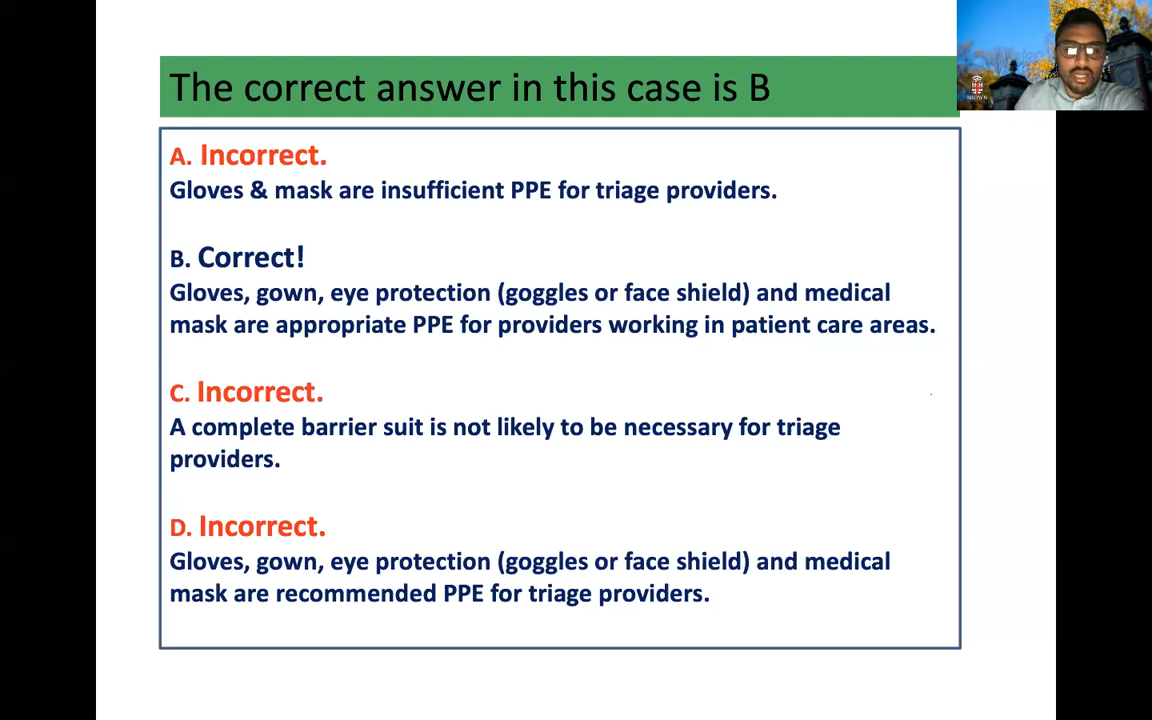 The correct answer in this case is B
A. Incorrect.
Gloves & mask are insufficient PPE for triage providers.
B. Correct!
Gloves, gown, eye protection (goggles or face shield) and medical
mask are appropriate PPE for providers working in patient care areas.
C. Incorrect.
A complete barrier suit is not likely to be necessary for triage
providers.
D. Incorrect.
Gloves, gown, eye protection (goggles or face shield) and medical
mask are recommended PPE for triage providers.
BROWN